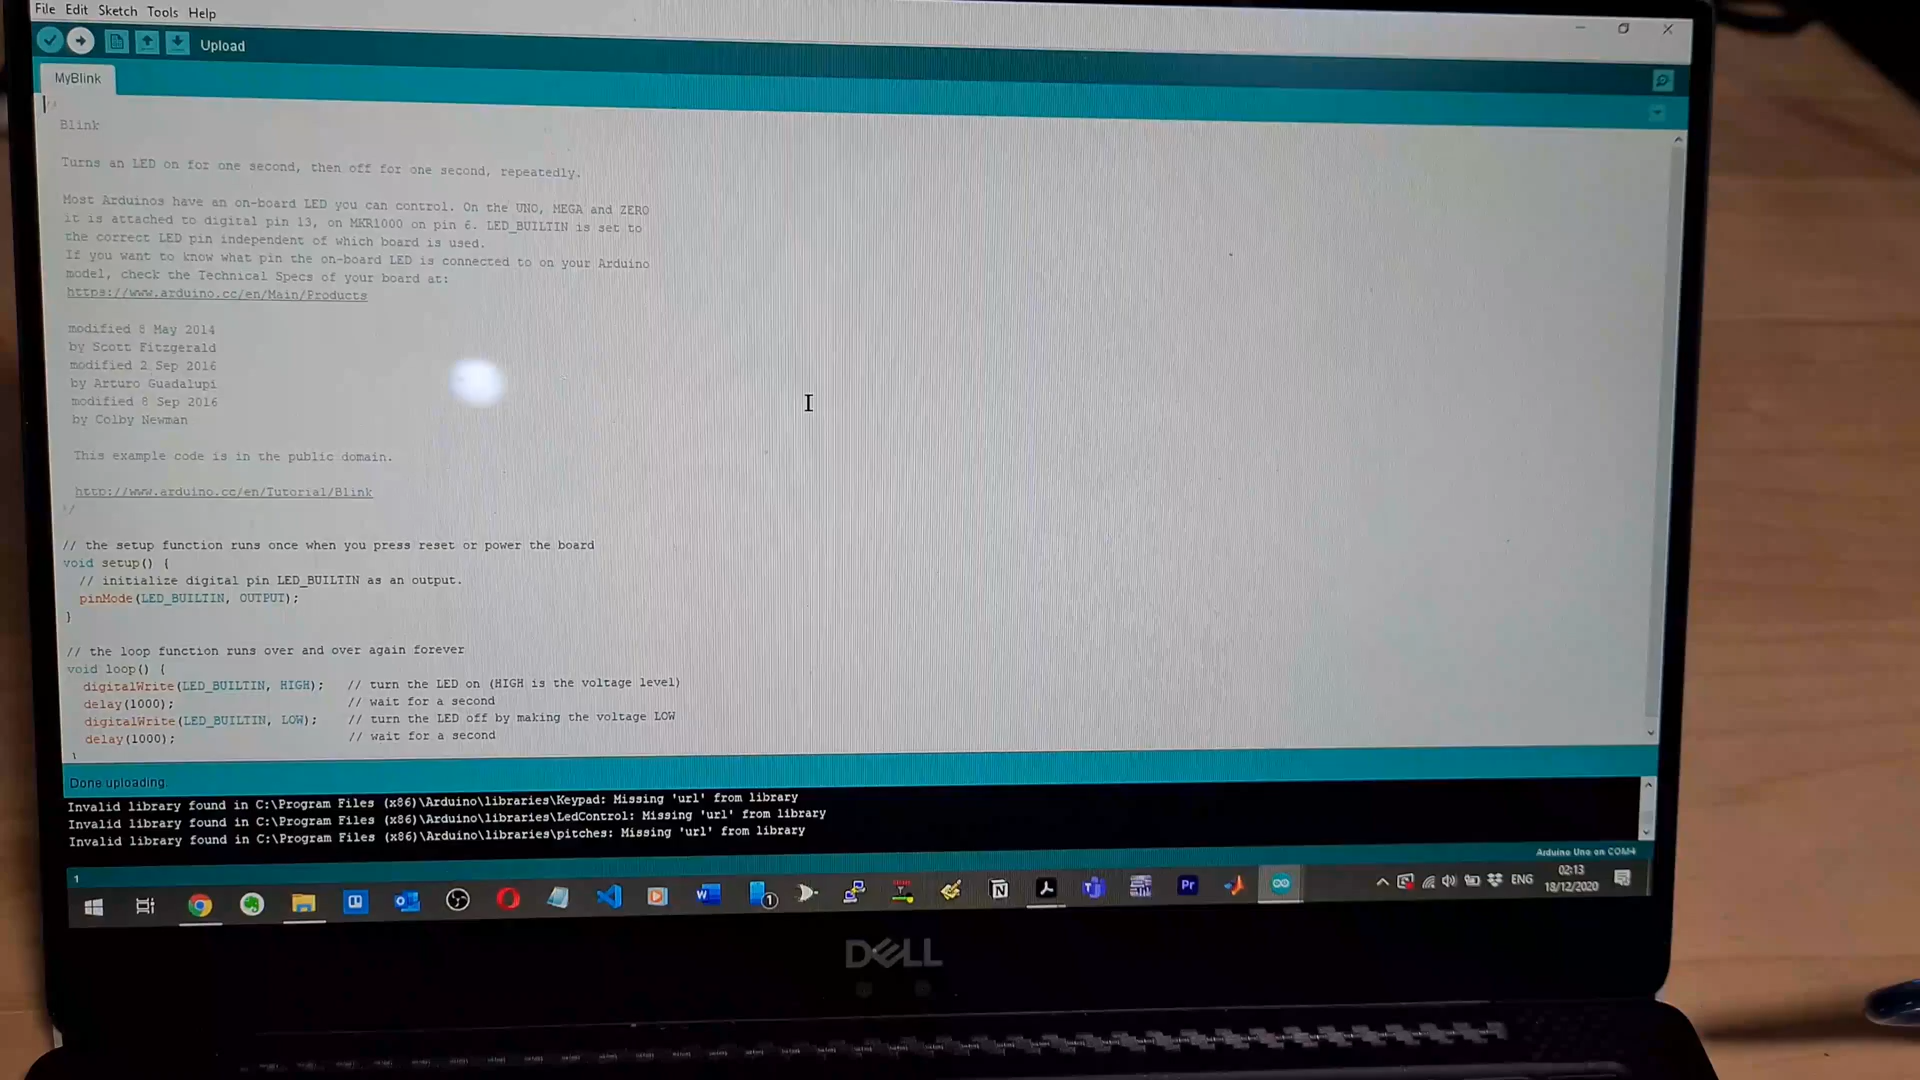 File Edit Sketch Tools Help
Upload
MyBlink
Blink
Turns an LED on for one second, then off for one second, repeatedly.
Most Arduinos have an on-board LED you can control. On the UNO, MEGA and ZERO
it is attached to digital pin 13, on MKR1000 on pin 6. LED_BUILTIN is set to
the correct LED pin independent of which board is used.
If you want to know what pin the on-board LED is connected to on your Arduino
model, check the Technical Specs of your board at:
https://www.arduino.cc/en/Main/Products
modified 8 May 2014
by Scott Fitzgerald
modified 2 Sep 2016
by Arturo Guadalupi
modified 8 Sep 2016
by Colby Newman
This example code is in the public domain.
http://www.arduino.cc/en/Tutorial/Blink
*/
// the setup function runs once when you press reset or power the board
void setup() {
// initialize digital pin LED_BUILTIN as an output.
pinMode(LED_BUILTIN, OUTPUT);
}
// the loop function runs over and over again forever
void loop() {
digitalWrite(LED_BUILTIN, HIGH); // turn the LED on (HIGH is the voltage level)
delay(1000); // wait for a second
digitalWrite(LED_BUILTIN, LOW); // turn the LED off by making the voltage LOW
delay(1000); // wait for a second
}
Done uploading.
Invalid library found in C:\Program Files (x86)\Arduino\libraries\Keypad: Missing 'url' from library
Invalid library found in C:\Program Files (x86)\Arduino\libraries\LedControl: Missing 'url' from library
Invalid library found in C:\Program Files (x86)\Arduino\libraries\pitches: Missing 'url' from library
1 Arduino Uno on COM4
ENG 02:13
18/12/2020
DELL